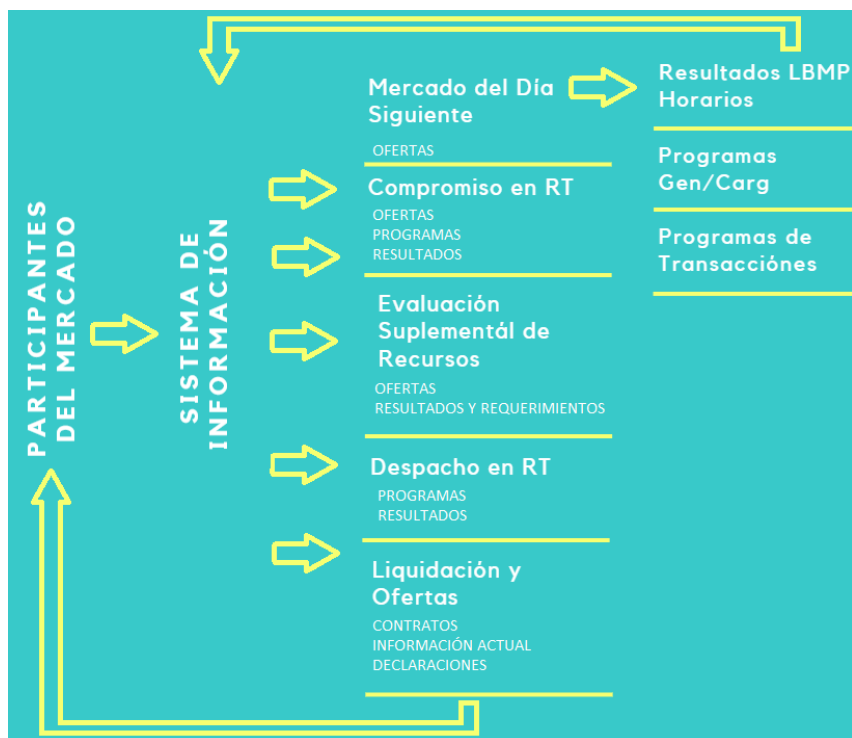 PARTICIPANTES
DEL MERCADO
SISTEMA DE
INFORMACIÓN
Mercado del Día
Siguiente
OFERTAS
Compromiso en RT
OFERTAS
PROGRAMAS
RESULTADOS
Evaluación
Suplementál de
Recursos
OFERTAS
RESULTADOS Y REQUERIMIENTOS
Despacho en RT
PROGRAMAS
RESULTADOS
Liquidación y
Ofertas
CONTRATOS
INFORMACIÓN ACTUAL
DECLARACIONES
Resultados LBMP
Horarios
Programas
Gen/Carg
Programas de
Transacciónes